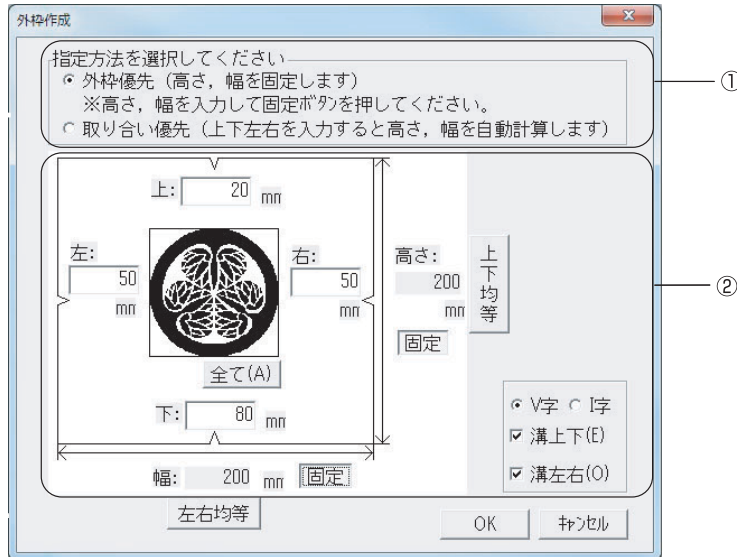 外枠作成
指定方法を選択してください
外枠優先（高さ，幅を固定します）
※高さ，幅を入力して固定ﾎﾞﾀﾝを押してください。
取り合い優先（上下左右を入力すると高さ，幅を自動計算します）
①
上: 20 mm
左: 50 mm
右: 50 mm
高さ: 200 mm
固定
上下均等
②
全て(A)
下: 80 mm
幅: 200 mm 固定
左右均等
V字 I字
溝上下(E)
溝左右(O)
OK ｷｬﾝｾﾙ